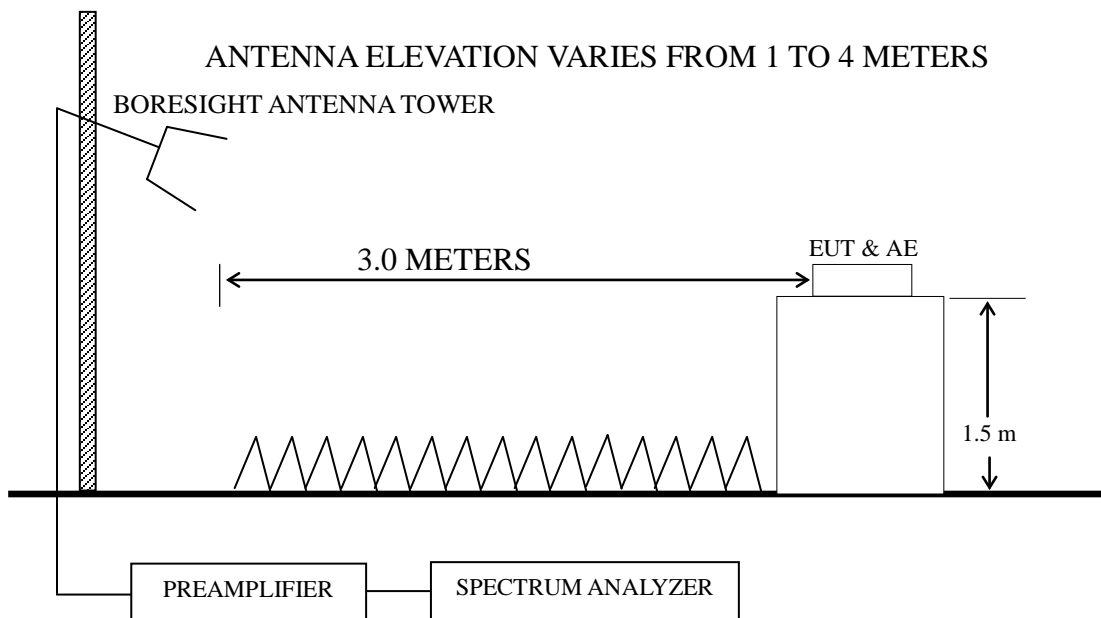 ANTENNA ELEVATION VARIES FROM 1 TO 4 METERS
BORESIGHT ANTENNA TOWER
EUT & AE
3.0 METERS
1.5 m
PREAMPLIFIER
SPECTRUM ANALYZER